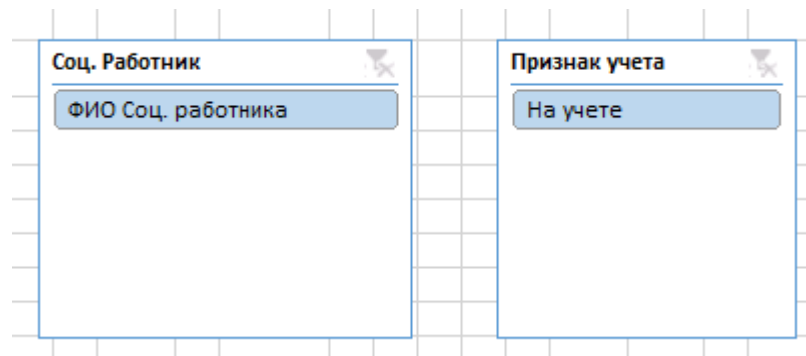 Соц. Работник
ФИО Соц. работника
Признак учета
На учете